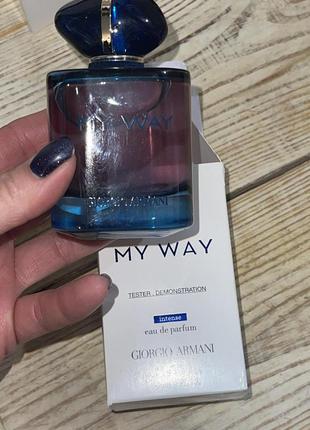 MY WAY
GIORGIO ARMANI
MY WAY
TESTER . DEMONSTRATION
intense
eau de parfum
GIORGIO ARMANI